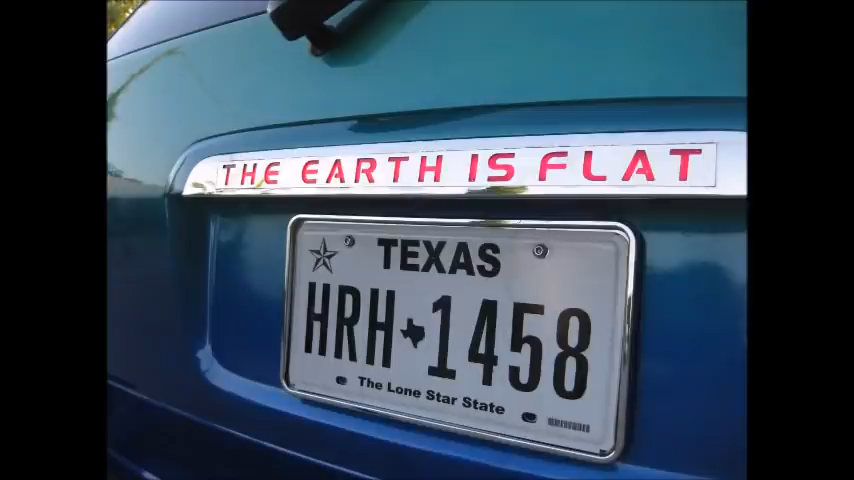 THE EARTH IS FLAT
TEXAS
HRH 1458
The Lone Star State